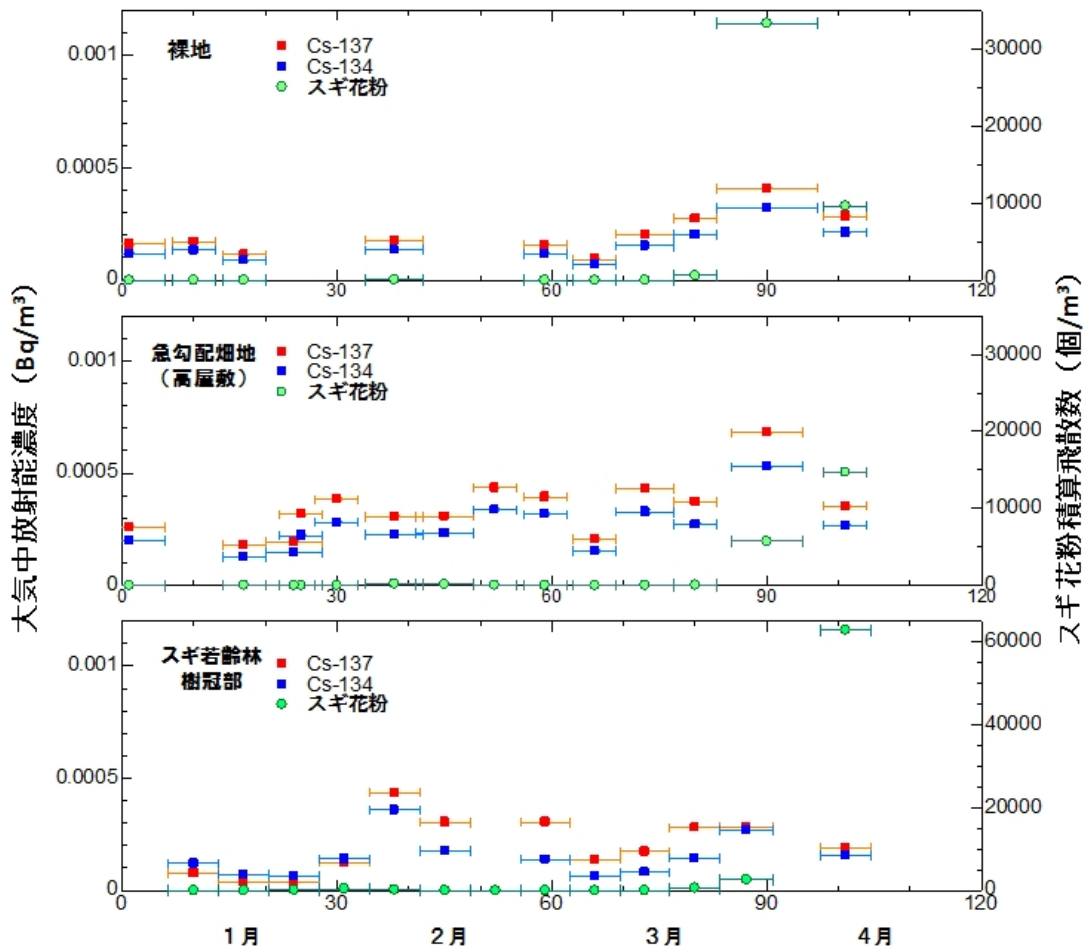 大気中放射能濃度（Bq/m³）
スギ花粉積算飛散数（個/m³）
裸地
Cs-137
Cs-134
スギ花粉
0.001
0.0005
0
30000
20000
10000
0
0
60
90
120
急勾配畑地
（高屋敷）
Cs-137
Cs-134
スギ花粉
0.001
0.0005
0
30000
20000
10000
0
0
30
60
90
120
スギ若齢林
樹冠部
Cs-137
Cs-134
スギ花粉
0.001
0.0005
0
60000
40000
20000
0
0
30
60
90
120
1月
2月
3月
4月